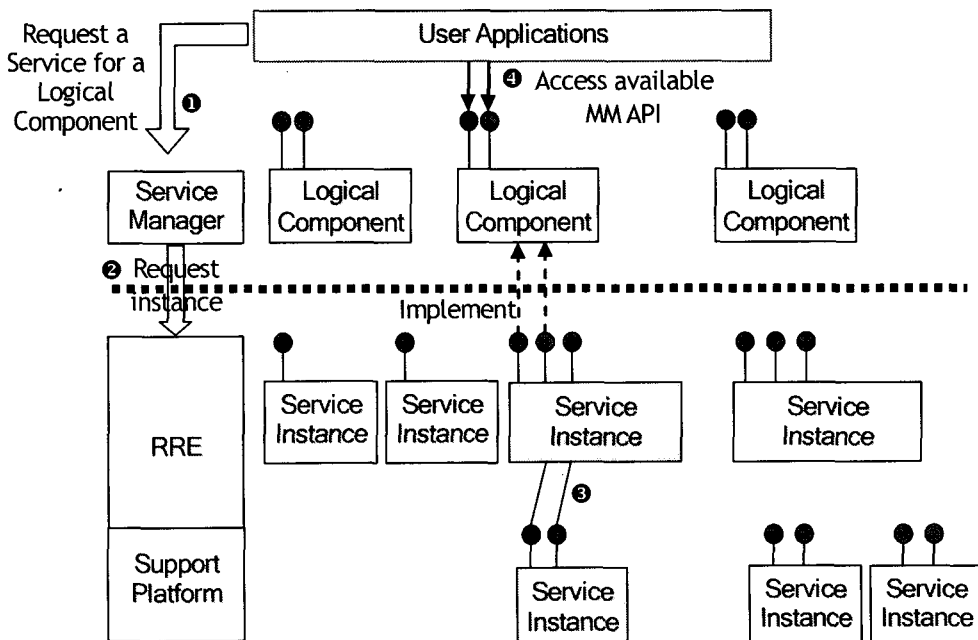 Request a
Service for a
Logical
Component
❶
User Applications
❹ Access available
MM API
Service
Manager
Logical
Component
Logical
Component
Logical
Component
❷ Request
instance
Implement
RRE
Support
Platform
Service
Instance
Service
Instance
Service
Instance
Service
Instance
❸
Service
Instance
Service
Instance
Service
Instance